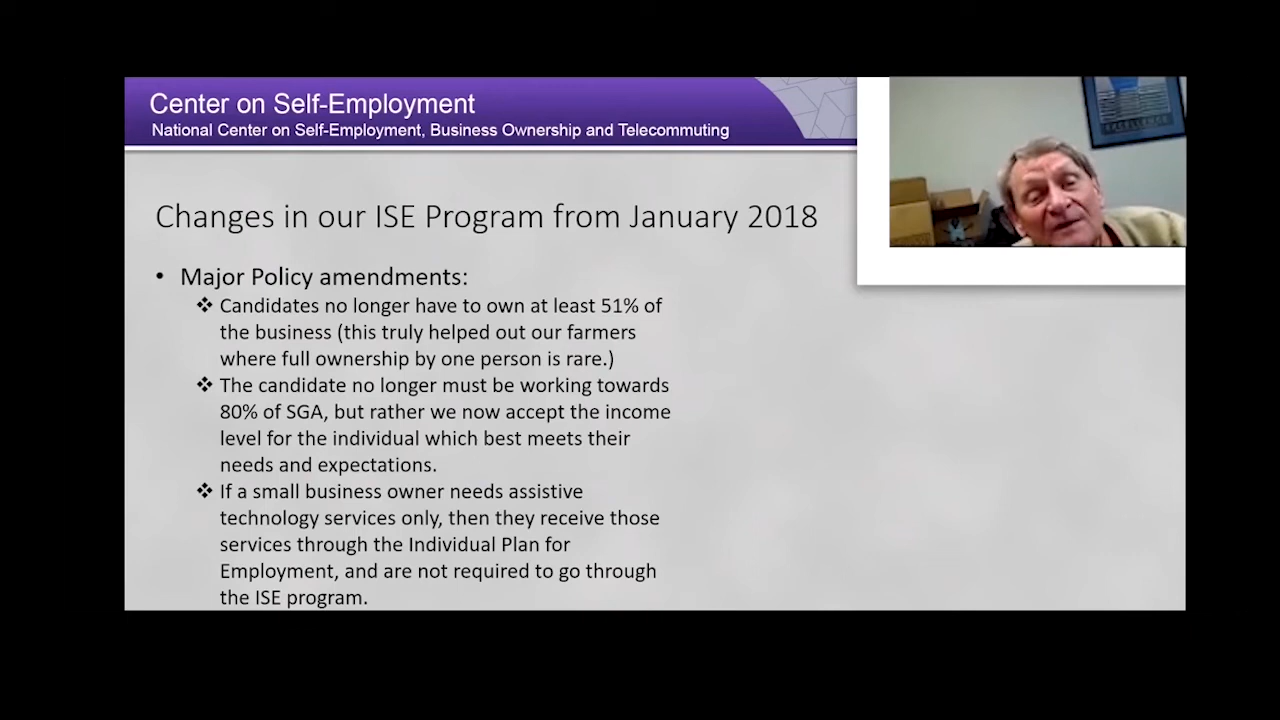 Center on Self-Employment
National Center on Self-Employment, Business Ownership and Telecommuting
Changes in our ISE Program from January 2018
• Major Policy amendments:
❖ Candidates no longer have to own at least 51% of
the business (this truly helped out our farmers
where full ownership by one person is rare.)
❖ The candidate no longer must be working towards
80% of SGA, but rather we now accept the income
level for the individual which best meets their
needs and expectations.
❖ If a small business owner needs assistive
technology services only, then they receive those
services through the Individual Plan for
Employment, and are not required to go through
the ISE program.